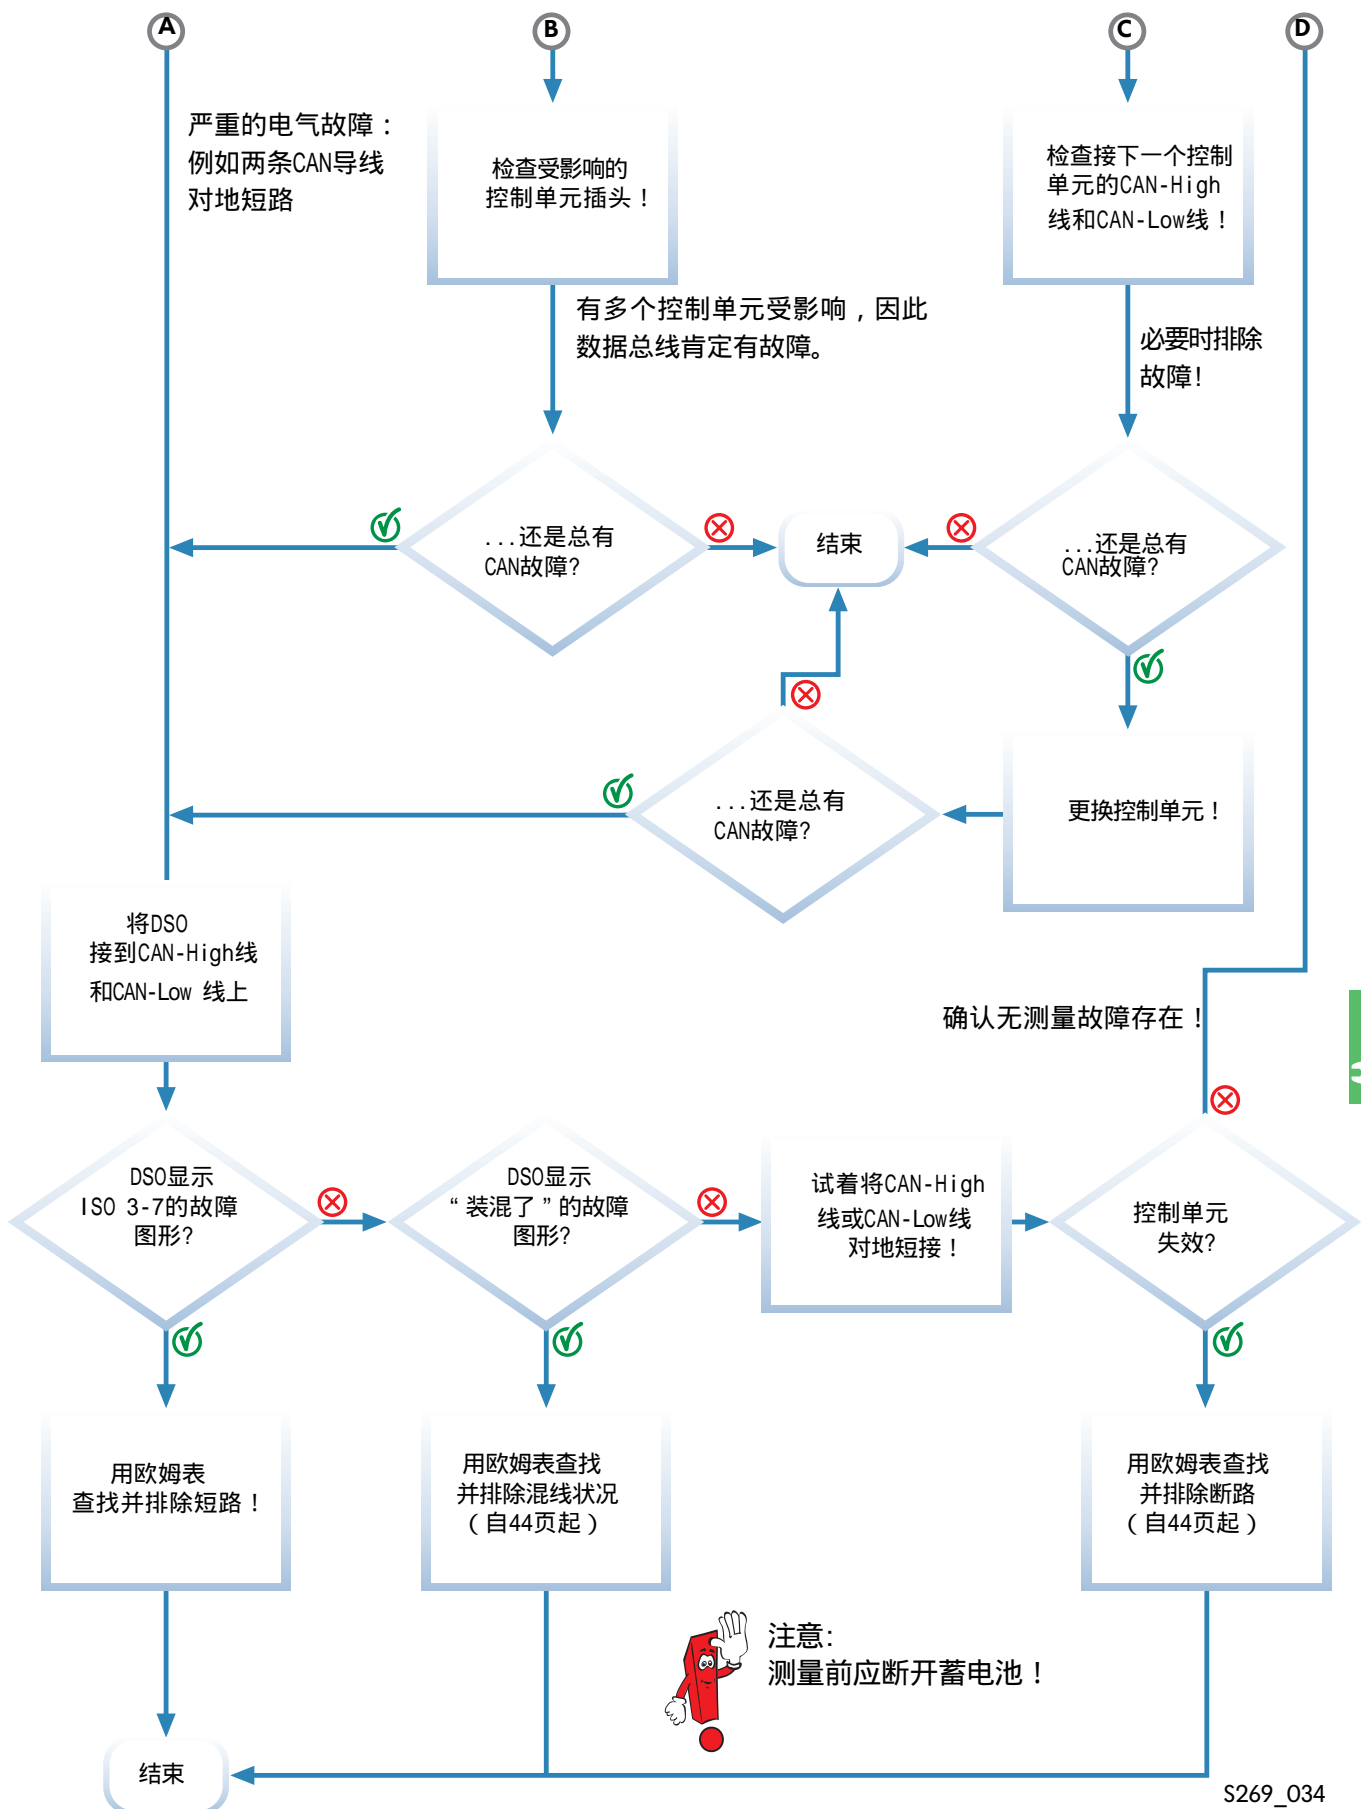 A
B
C
D
严重的电气故障：
例如两条CAN导线
对地短路
检查受影响的
控制单元插头！
检查接下一个控制
单元的CAN-High
线和CAN-Low线！
有多个控制单元受影响，因此
数据总线肯定有故障。
必要时排除
故障!
...还是总有
CAN故障?
结束
...还是总有
CAN故障?
...还是总有
CAN故障?
更换控制单元！
将DSO
接到CAN-High线
和CAN-Low 线上
确认无测量故障存在！
DSO显示
ISO 3-7的故障
图形?
DSO显示
“装混了”的故障
图形?
试着将CAN-High
线或CAN-Low线
对地短接！
控制单元
失效?
用欧姆表
查找并排除短路！
用欧姆表查找
并排除混线状况
（自44页起）
用欧姆表查找
并排除断路
（自44页起）
注意:
测量前应断开蓄电池！
结束
S269_034